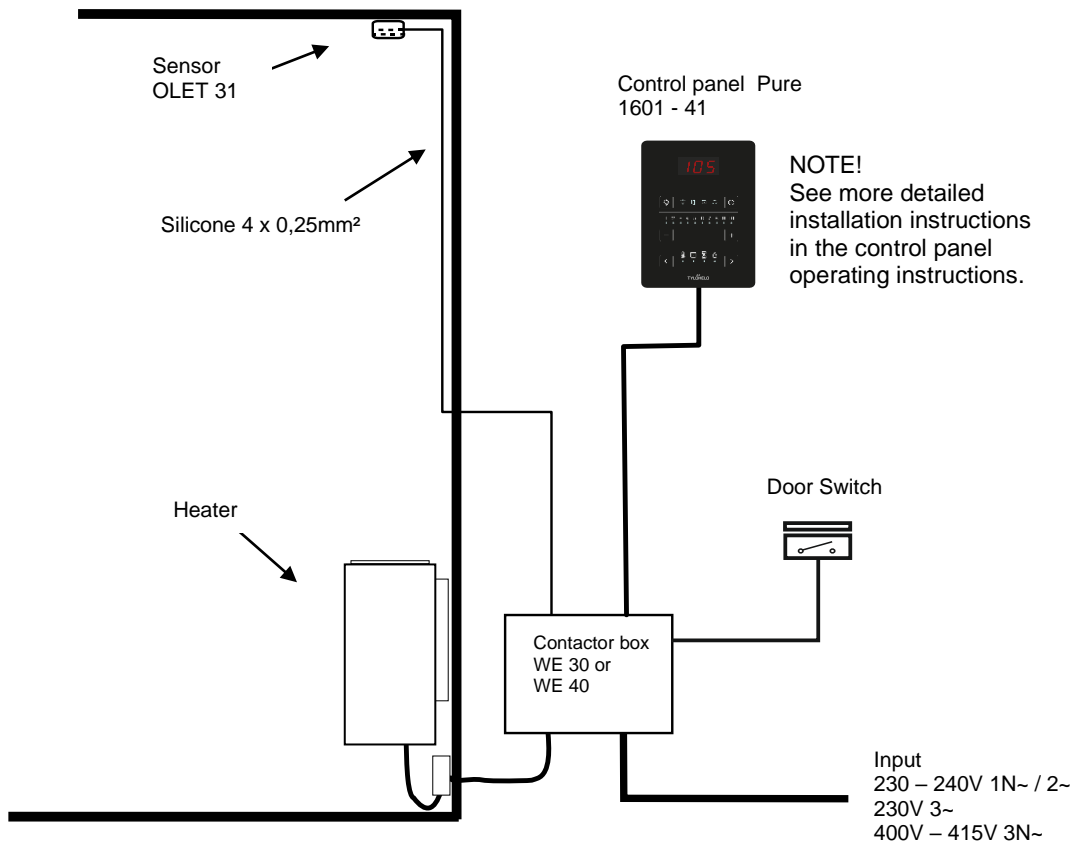 Sensor
OLET 31
Control panel Pure
1601 - 41
105
NOTE!
See more detailed
installation instructions
in the control panel
operating instructions.
TYLÖHELO
Silicone 4 x 0,25mm²
Door Switch
Heater
Contactor box
WE 30 or
WE 40
Input
230 – 240V 1N~ / 2~
230V 3~
400V – 415V 3N~